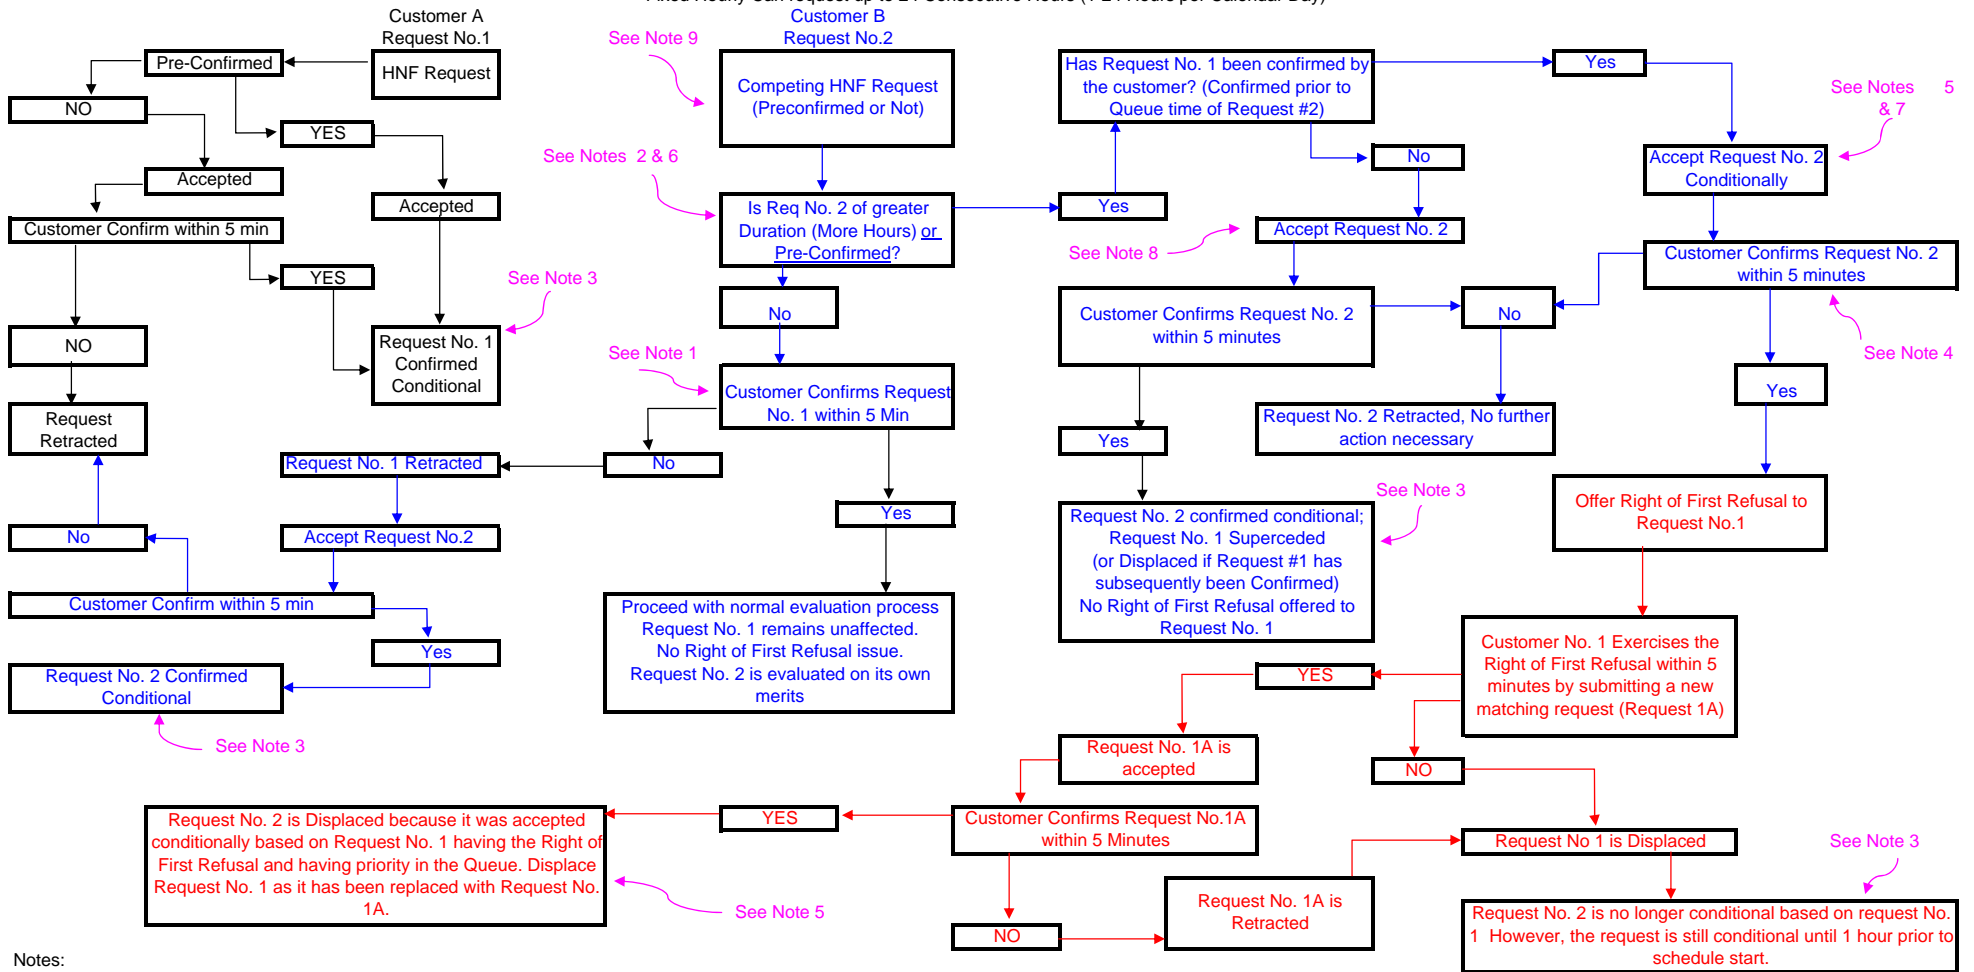 Fixed Hourly Can request up to 24 Consecutive Hours (1-24 Hours per Calendar Day)
Customer A
Request No.1
HNF Request
Pre-Confirmed
NO
YES
Accepted
Accepted
Customer Confirm within 5 min
YES
NO
Request No. 1
Confirmed
Conditional
See Note 3
Request
Retracted
Customer B
Request No.2
See Note 9
Competing HNF Request
(Preconfirmed or Not)
See Notes 2 & 6
Is Req No. 2 of greater
Duration (More Hours) or
Pre-Confirmed?
No
See Note 1
Customer Confirms Request
No. 1 within 5 Min
No
Request No. 1 Retracted
Accept Request No.2
Customer Confirm within 5 min
No
Yes
Request No. 2 Confirmed
Conditional
See Note 3
Yes
Proceed with normal evaluation process
Request No. 1 remains unaffected.
No Right of First Refusal issue.
Request No. 2 is evaluated on its own
merits
Yes
Has Request No. 1 been confirmed by
the customer? (Confirmed prior to
Queue time of Request #2)
Yes
No
See Notes 5
& 7
Accept Request No. 2
Conditionally
Accept Request No. 2
See Note 8
Customer Confirms Request No. 2
within 5 minutes
No
Customer Confirms Request No. 2
within 5 minutes
See Note 4
Yes
Request No. 2 Retracted, No further
action necessary
Yes
See Note 3
Request No. 2 confirmed conditional;
Request No. 1 Superceded
(or Displaced if Request #1 has
subsequently been Confirmed)
No Right of First Refusal offered to
Request No. 1
Offer Right of First Refusal to
Request No.1
Customer No. 1 Exercises the
Right of First Refusal within 5
minutes by submitting a new
matching request (Request 1A)
YES
NO
Request No. 1A is
accepted
Customer Confirms Request No.1A
within 5 Minutes
YES
Request No. 2 is Displaced because it was accepted
conditionally based on Request No. 1 having the Right of
First Refusal and having priority in the Queue. Displace
Request No. 1 as it has been replaced with Request No.
1A.
See Note 5
NO
Request No. 1A is
Retracted
Request No 1 is Displaced
See Note 3
Request No. 2 is no longer conditional based on request No.
1 However, the request is still conditional until 1 hour prior to
schedule start.
Notes: